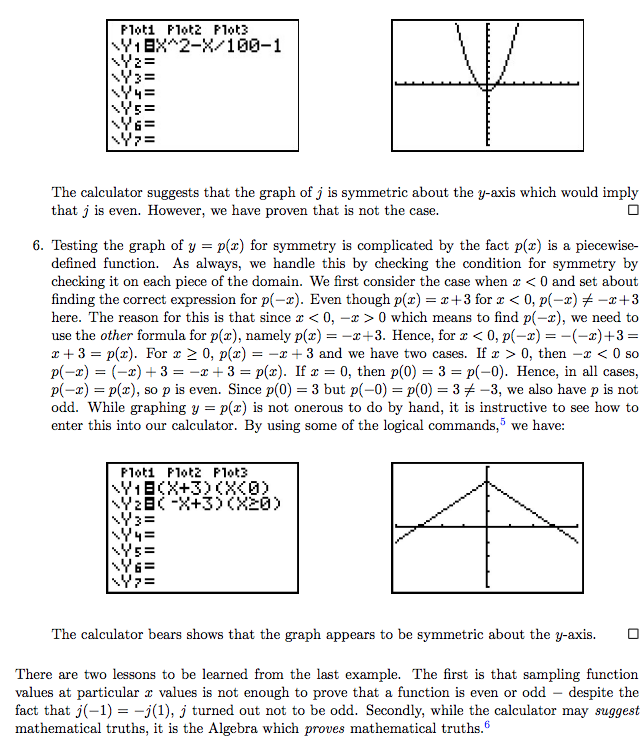 Plot1 Plot2 Plot3
\Y1=X^2-X/100-1
\Y2=
\Y3=
\Y4=
\Y5=
\Y6=
\Y7=
The calculator suggests that the graph of j is symmetric about the y-axis which would imply
that j is even. However, we have proven that is not the case. □
6. Testing the graph of y = p(x) for symmetry is complicated by the fact p(x) is a piecewise-
defined function. As always, we handle this by checking the condition for symmetry by
checking it on each piece of the domain. We first consider the case when x < 0 and set about
finding the correct expression for p(−x). Even though p(x) = x+3 for x < 0, p(−x) ≠ −x+3
here. The reason for this is that since x < 0, −x > 0 which means to find p(−x), we need to
use the other formula for p(x), namely p(x) = −x+3. Hence, for x < 0, p(−x) = −(−x)+3 =
x + 3 = p(x). For x ≥ 0, p(x) = −x + 3 and we have two cases. If x > 0, then −x < 0 so
p(−x) = (−x) + 3 = −x + 3 = p(x). If x = 0, then p(0) = 3 = p(−0). Hence, in all cases,
p(−x) = p(x), so p is even. Since p(0) = 3 but p(−0) = p(0) = 3 ≠ −3, we also have p is not
odd. While graphing y = p(x) is not onerous to do by hand, it is instructive to see how to
enter this into our calculator. By using some of the logical commands,⁵ we have:
Plot1 Plot2 Plot3
\Y1=(X+3)(X<0)
\Y2=(-X+3)(X≥0)
\Y3=
\Y4=
\Y5=
\Y6=
\Y7=
The calculator bears shows that the graph appears to be symmetric about the y-axis. □
There are two lessons to be learned from the last example. The first is that sampling function
values at particular x values is not enough to prove that a function is even or odd − despite the
fact that j(−1) = −j(1), j turned out not to be odd. Secondly, while the calculator may suggest
mathematical truths, it is the Algebra which proves mathematical truths.⁶